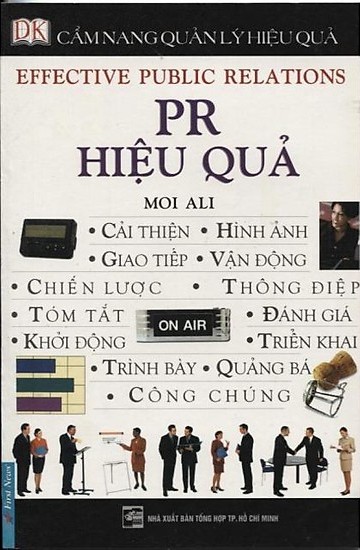 DK CẨM NANG QUẢN LÝ HIỆU QUẢ
EFFECTIVE PUBLIC RELATIONS
PR
HIỆU QUẢ
MOI ALI
• CẢI THIỆN • HÌNH ẢNH
• GIAO TIẾP • VẬN ĐỘNG
• CHIẾN LƯỢC • THÔNG ĐIỆP
• TÓM TẮT • ĐÁNH GIÁ
ON AIR
• KHỞI ĐỘNG • TRIỂN KHAI
• TRÌNH BÀY • QUẢNG BÁ
• CÔNG CHÚNG
First News
NHÀ XUẤT BẢN TỔNG HỢP TP. HỒ CHÍ MINH